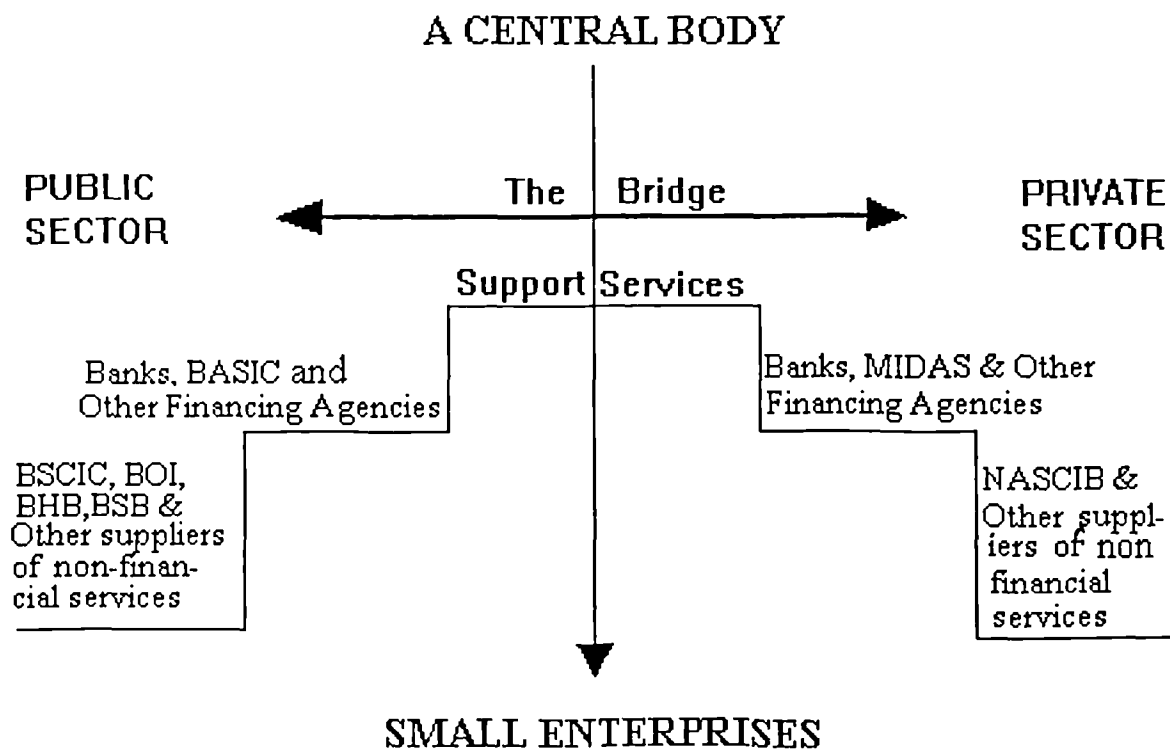 A CENTRAL BODY
PUBLIC
SECTOR
The Bridge
PRIVATE
SECTOR
Support Services
Banks, BASIC and
Other Financing Agencies
Banks, MIDAS & Other
Financing Agencies
BSCIC, BOI,
BHB,BSB &
Other suppliers
of non-finan-
cial services
NASCIB &
Other suppl-
iers of non
financial
services
SMALL ENTERPRISES